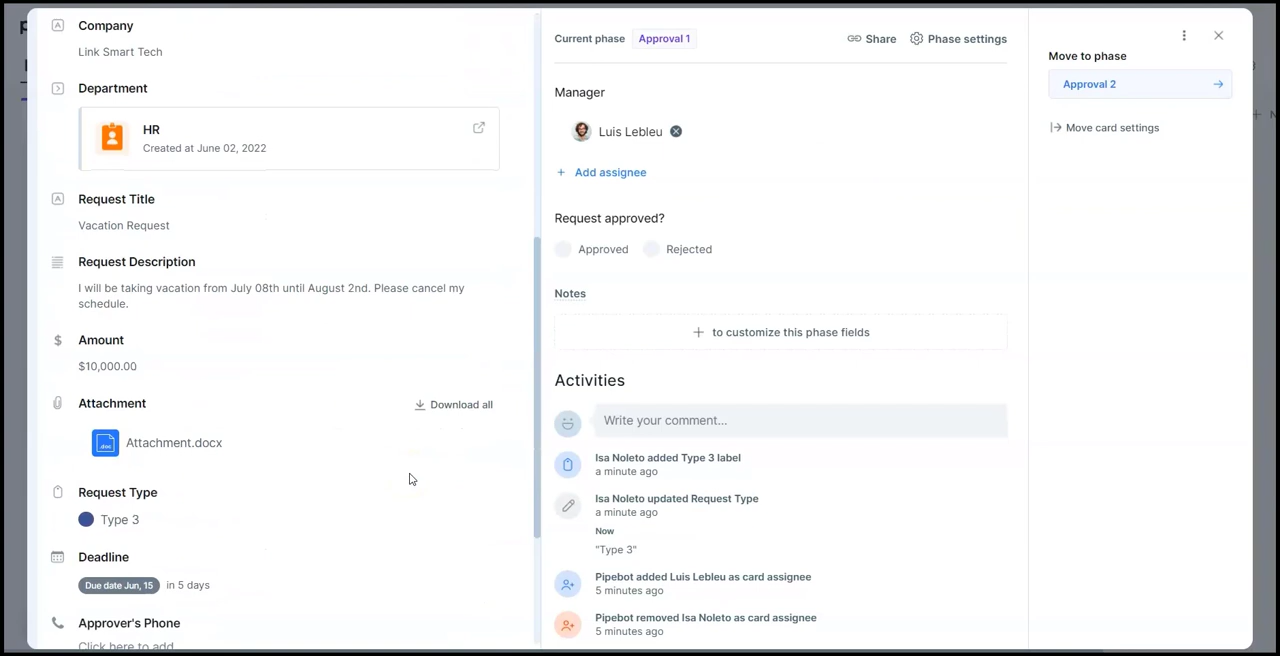 Company
Link Smart Tech
Department
HR
Created at June 02, 2022
Request Title
Vacation Request
Request Description
I will be taking vacation from July 08th until August 2nd. Please cancel my
schedule.
Amount
$10,000.00
Attachment
Download all
Attachment.docx
Request Type
Type 3
Deadline
Due date Jun, 15 in 5 days
Approver's Phone
Click here to add
Current phase Approval 1
Share
Phase settings
Manager
Luis Lebleu
+ Add assignee
Request approved?
Approved
Rejected
Notes
+ to customize this phase fields
Activities
Write your comment...
Isa Noleto added Type 3 label
a minute ago
Isa Noleto updated Request Type
a minute ago
Now
"Type 3"
Pipebot added Luis Lebleu as card assignee
5 minutes ago
Pipebot removed Isa Noleto as card assignee
5 minutes ago
Move to phase
Approval 2
Move card settings